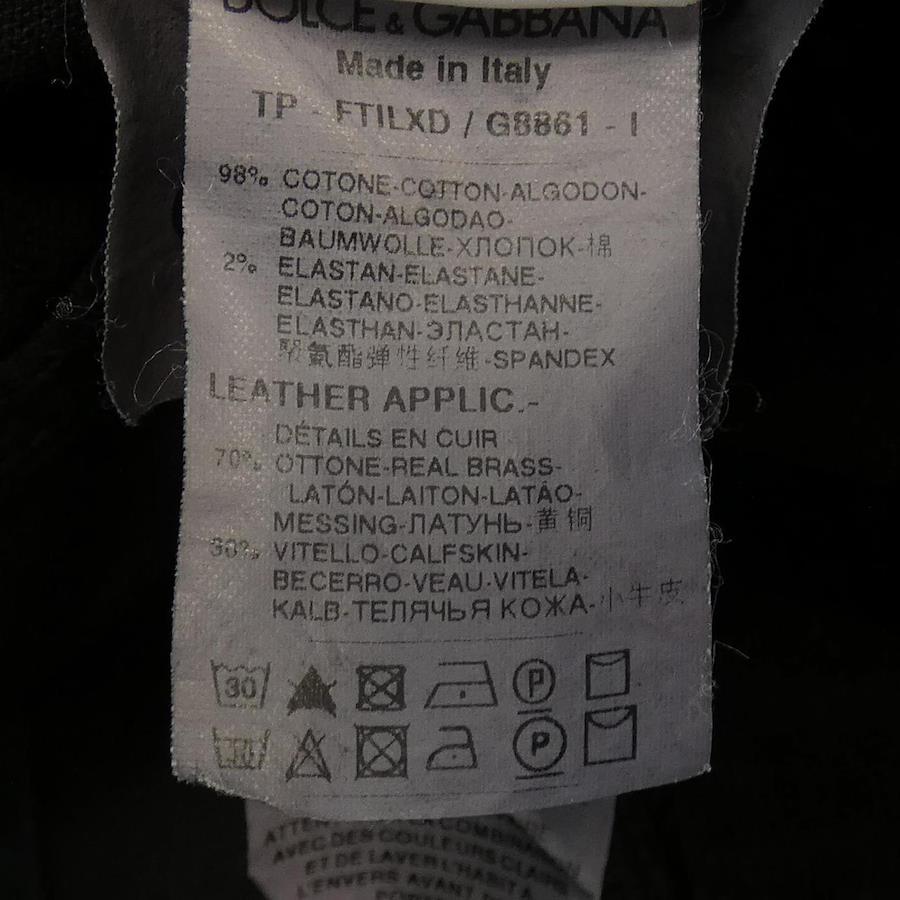 DOLCE & GABBANA
Made in Italy
TP - FTILXD / G8861 - I
98% COTONE-COTTON-ALGODON-
COTON-ALGODAO-
BAUMWOLLE-ХЛОПОК-棉
2% ELASTAN-ELASTANE-
ELASTANO-ELASTHANNE-
ELASTHAN-ЭЛАСТАН-
聚氨酯弹性纤维-SPANDEX
LEATHER APPLIC.-
DÉTAILS EN CUIR
70% OTTONE-REAL BRASS-
LATÓN-LAITON-LATÃO-
MESSING-ЛАТУНЬ-黄铜
30% VITELLO-CALFSKIN-
BECERRO-VEAU-VITELA-
KALB-ТЕЛЯЧЬЯ КОЖА-小牛皮
30 P
P
AVEC DES COULEURS CLAIRE
ET DE LAVER L'HABIT A
L'ENVERS AVANT